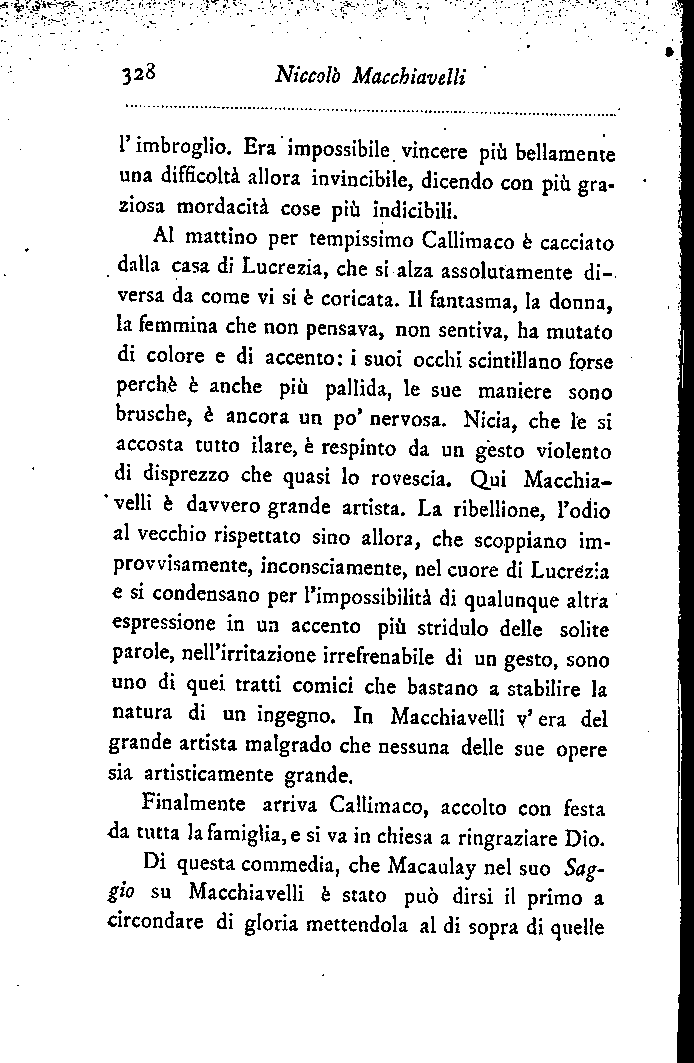 328 Niccolò Macchiavelli
l' imbroglio. Era impossibile vincere più bellamente
una difficoltà allora invincibile, dicendo con più gra-
ziosa mordacità cose più indicibili.
Al mattino per tempissimo Callimaco è cacciato
dalla casa di Lucrezia, che si alza assolutamente di-
versa da come vi si è coricata. Il fantasma, la donna,
la femmina che non pensava, non sentiva, ha mutato
di colore e di accento: i suoi occhi scintillano forse
perchè è anche più pallida, le sue maniere sono
brusche, è ancora un po' nervosa. Nicia, che le si
accosta tutto ilare, è respinto da un gesto violento
di disprezzo che quasi lo rovescia. Qui Macchia-
velli è davvero grande artista. La ribellione, l'odio
al vecchio rispettato sino allora, che scoppiano im-
provvisamente, inconsciamente, nel cuore di Lucrezia
e si condensano per l'impossibilità di qualunque altra
espressione in un accento più stridulo delle solite
parole, nell'irritazione irrefrenabile di un gesto, sono
uno di quei tratti comici che bastano a stabilire la
natura di un ingegno. In Macchiavelli v' era del
grande artista malgrado che nessuna delle sue opere
sia artisticamente grande.
Finalmente arriva Callimaco, accolto con festa
da tutta la famiglia, e si va in chiesa a ringraziare Dio.
Di questa commedia, che Macaulay nel suo Sag-
gio su Macchiavelli è stato può dirsi il primo a
circondare di gloria mettendola al di sopra di quelle